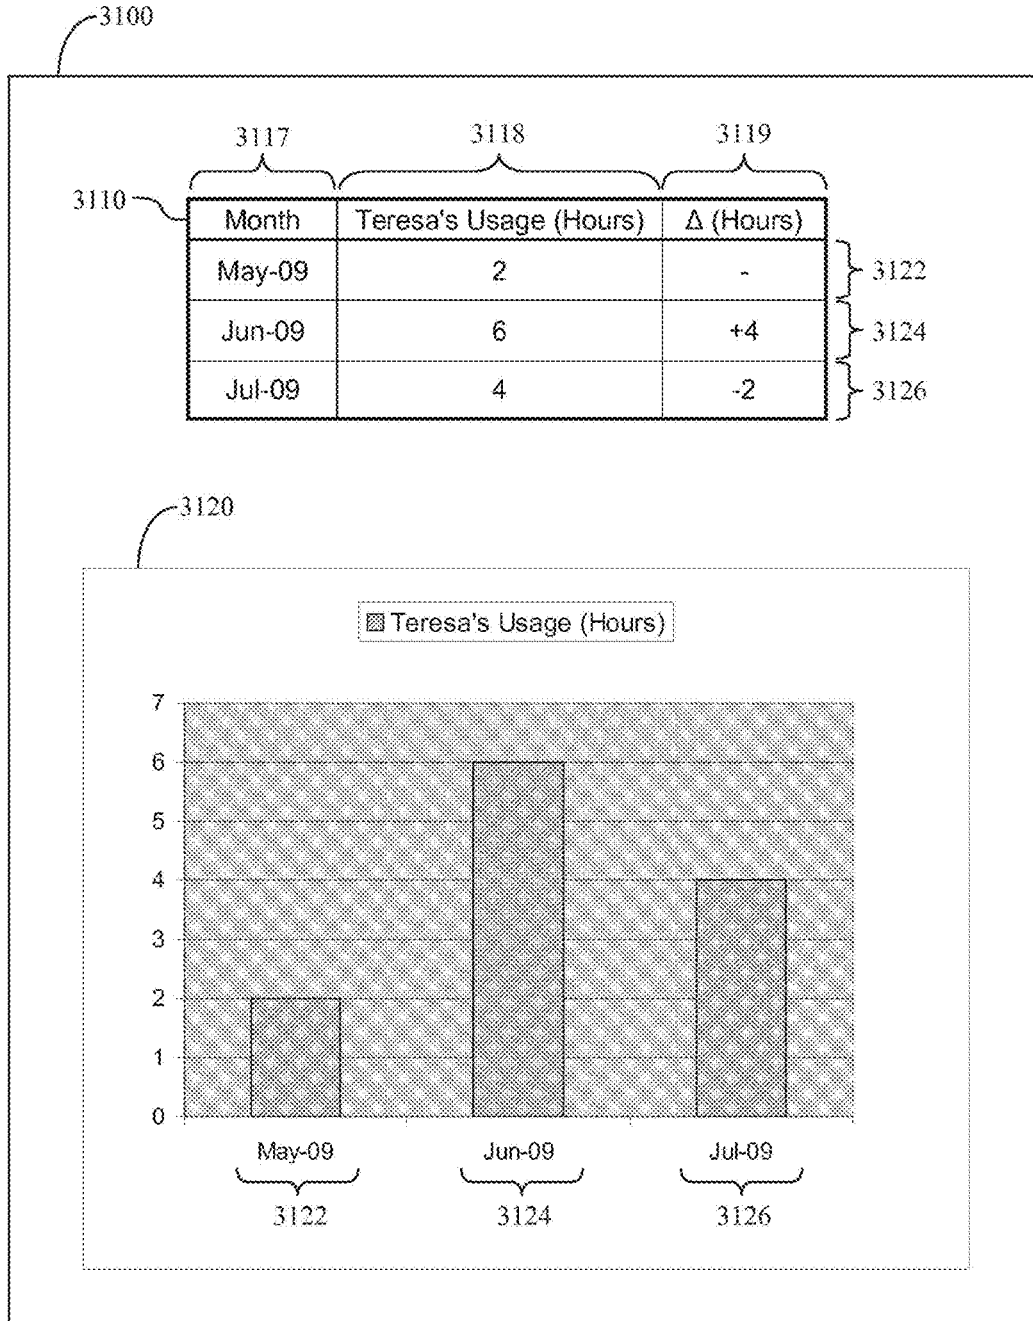 3100
3117 3118 3119
3110
Month Teresa's Usage (Hours) Δ (Hours)
May-09 2 - 3122
Jun-09 6 +4 3124
Jul-09 4 -2 3126
3120
Teresa's Usage (Hours)
7
6
5
4
3
2
1
0
May-09 Jun-09 Jul-09
3122 3124 3126